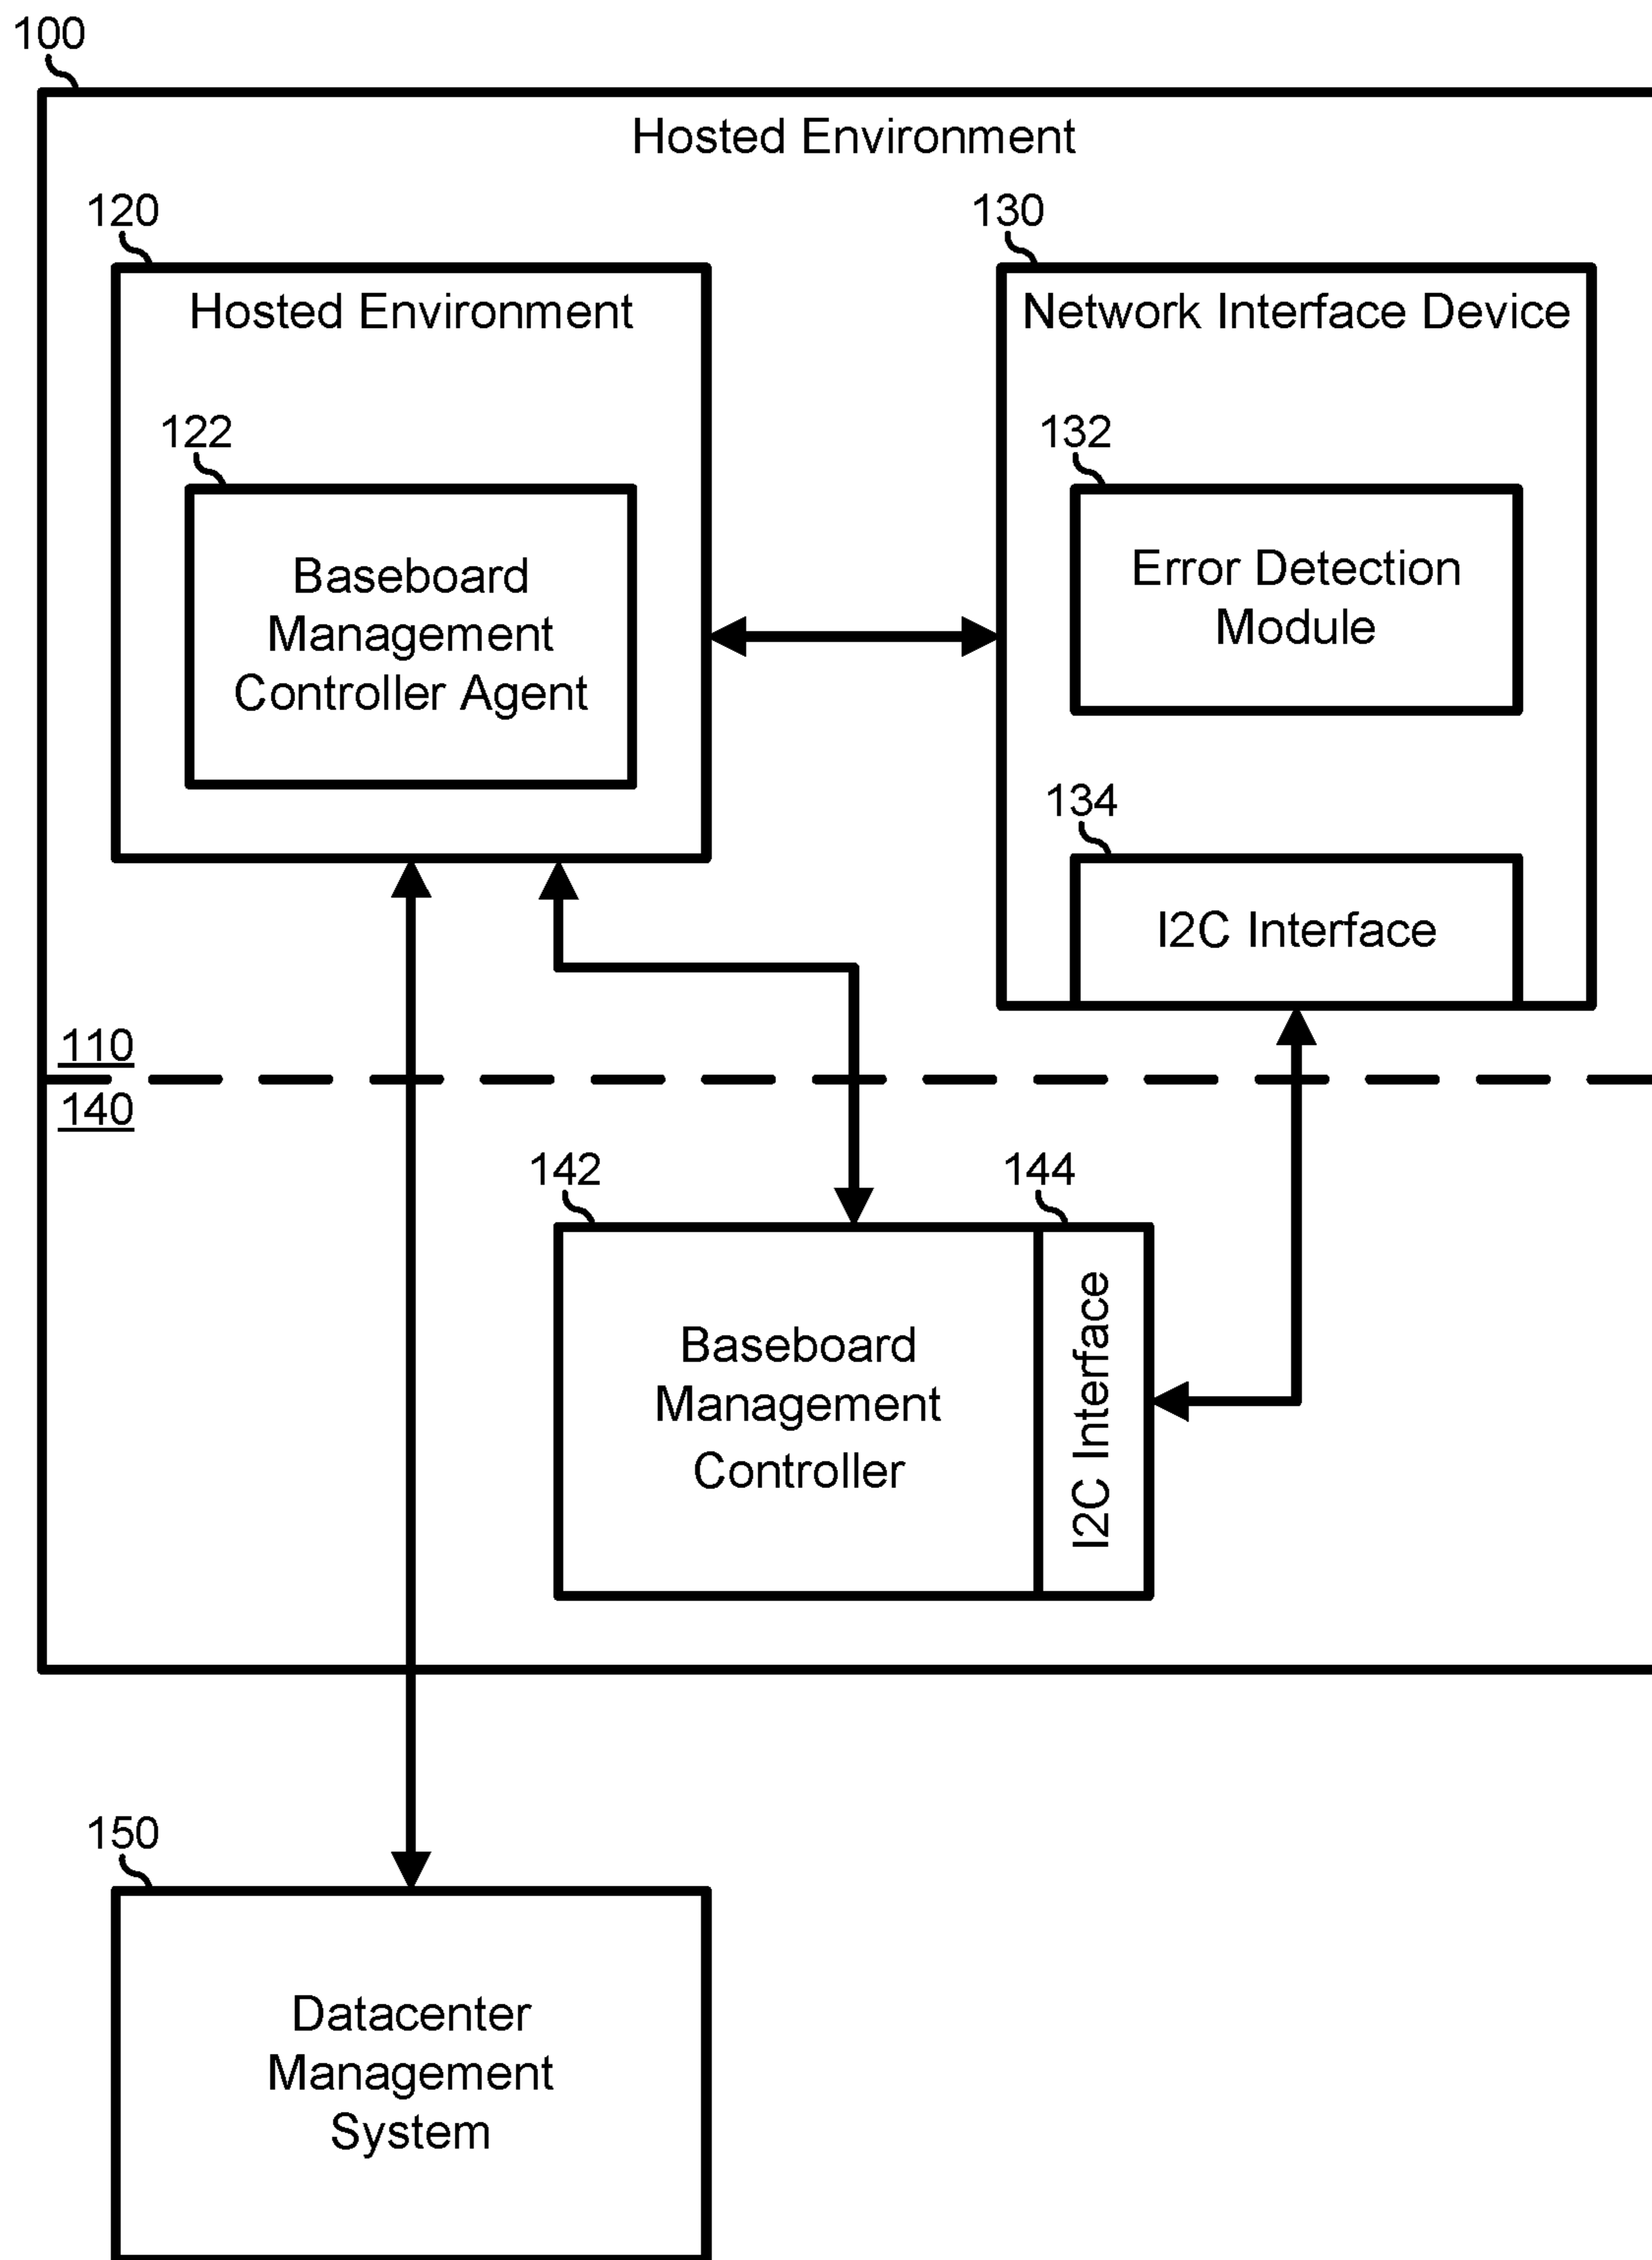 100
Hosted Environment
120
130
Hosted Environment
Network Interface Device
122
132
Baseboard
Management
Controller Agent
Error Detection
Module
134
I2C Interface
110
140
142
144
Baseboard
Management
Controller
I2C Interface
150
Datacenter
Management
System